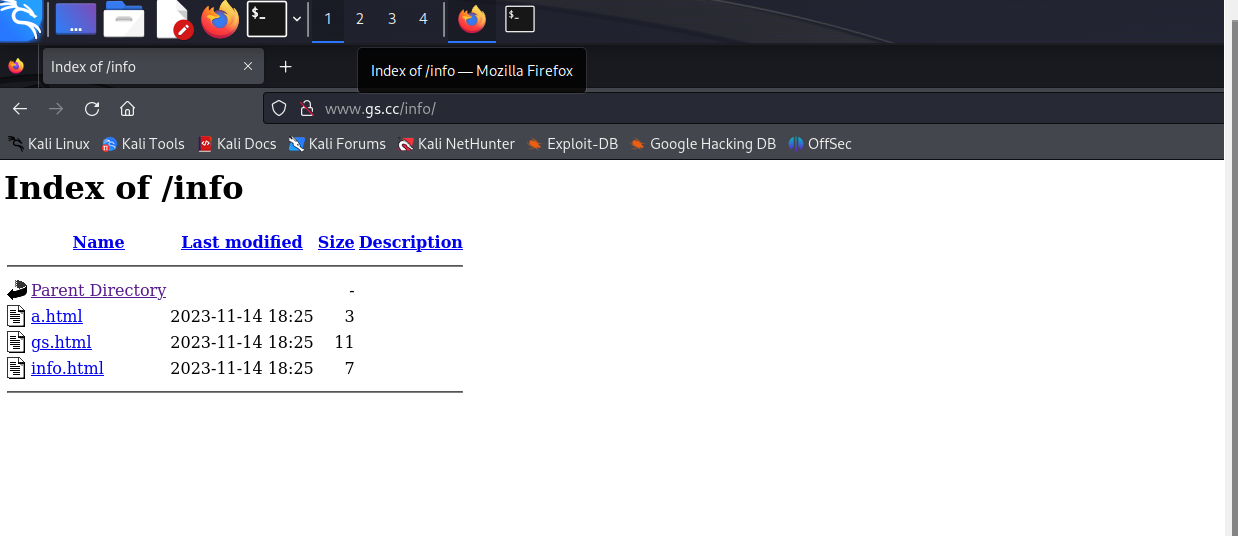 $-
1 2 3 4
$-
Index of /info
Index of /info — Mozilla Firefox
www.gs.cc/info/
Kali Linux Kali Tools Kali Docs Kali Forums Kali NetHunter Exploit-DB Google Hacking DB OffSec
Index of /info
Name Last modified Size Description
Parent Directory -
a.html 2023-11-14 18:25 3
gs.html 2023-11-14 18:25 11
info.html 2023-11-14 18:25 7